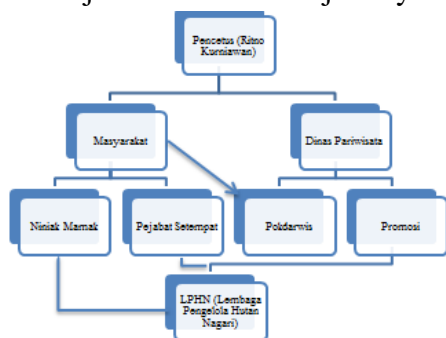 Pencetus (Ritno
Kurniawan)
Masyarakat
Dinas Pariwisata
Niniak Mamak
Pejabat Setempat
Pokdarwis
Promosi
LPHN (Lembaga
Pengelola Hutan
Nagari)